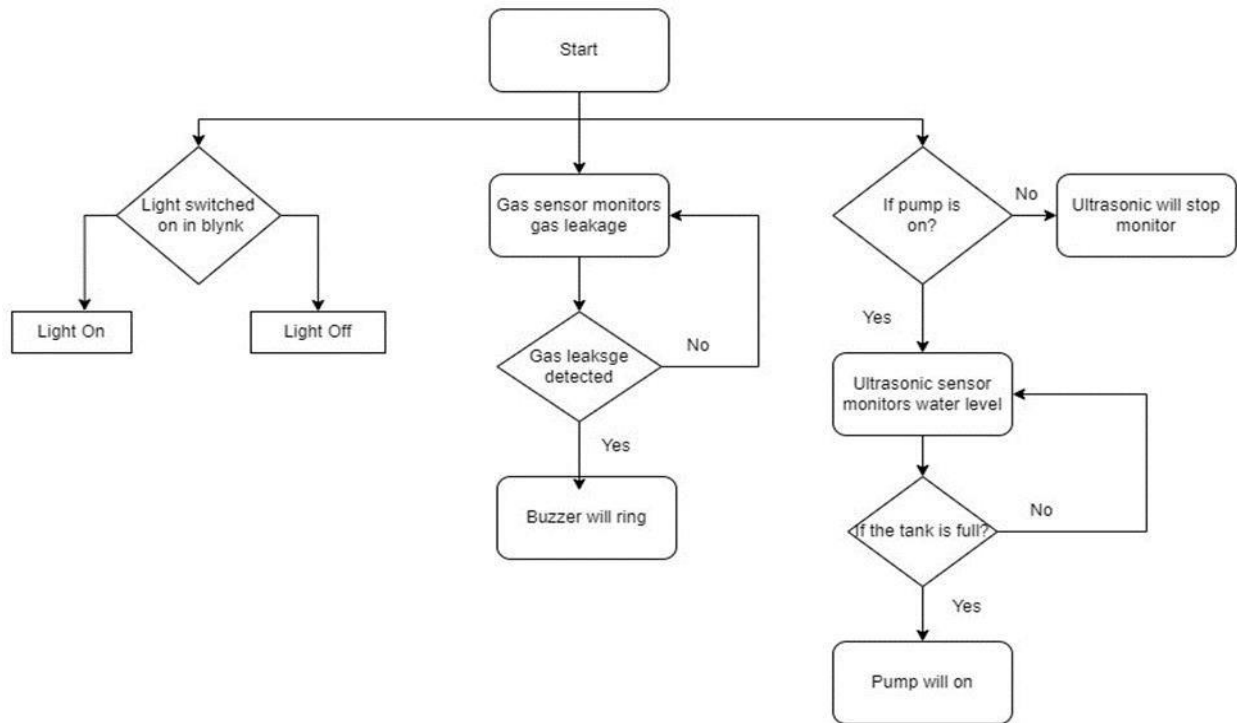 Start
Light switched
on in blynk
Light On
Light Off
Gas sensor monitors
gas leakage
Gas leaksge
detected
No
Yes
Buzzer will ring
If pump is
on?
No
Ultrasonic will stop
monitor
Yes
Ultrasonic sensor
monitors water level
If the tank is full?
No
Yes
Pump will on